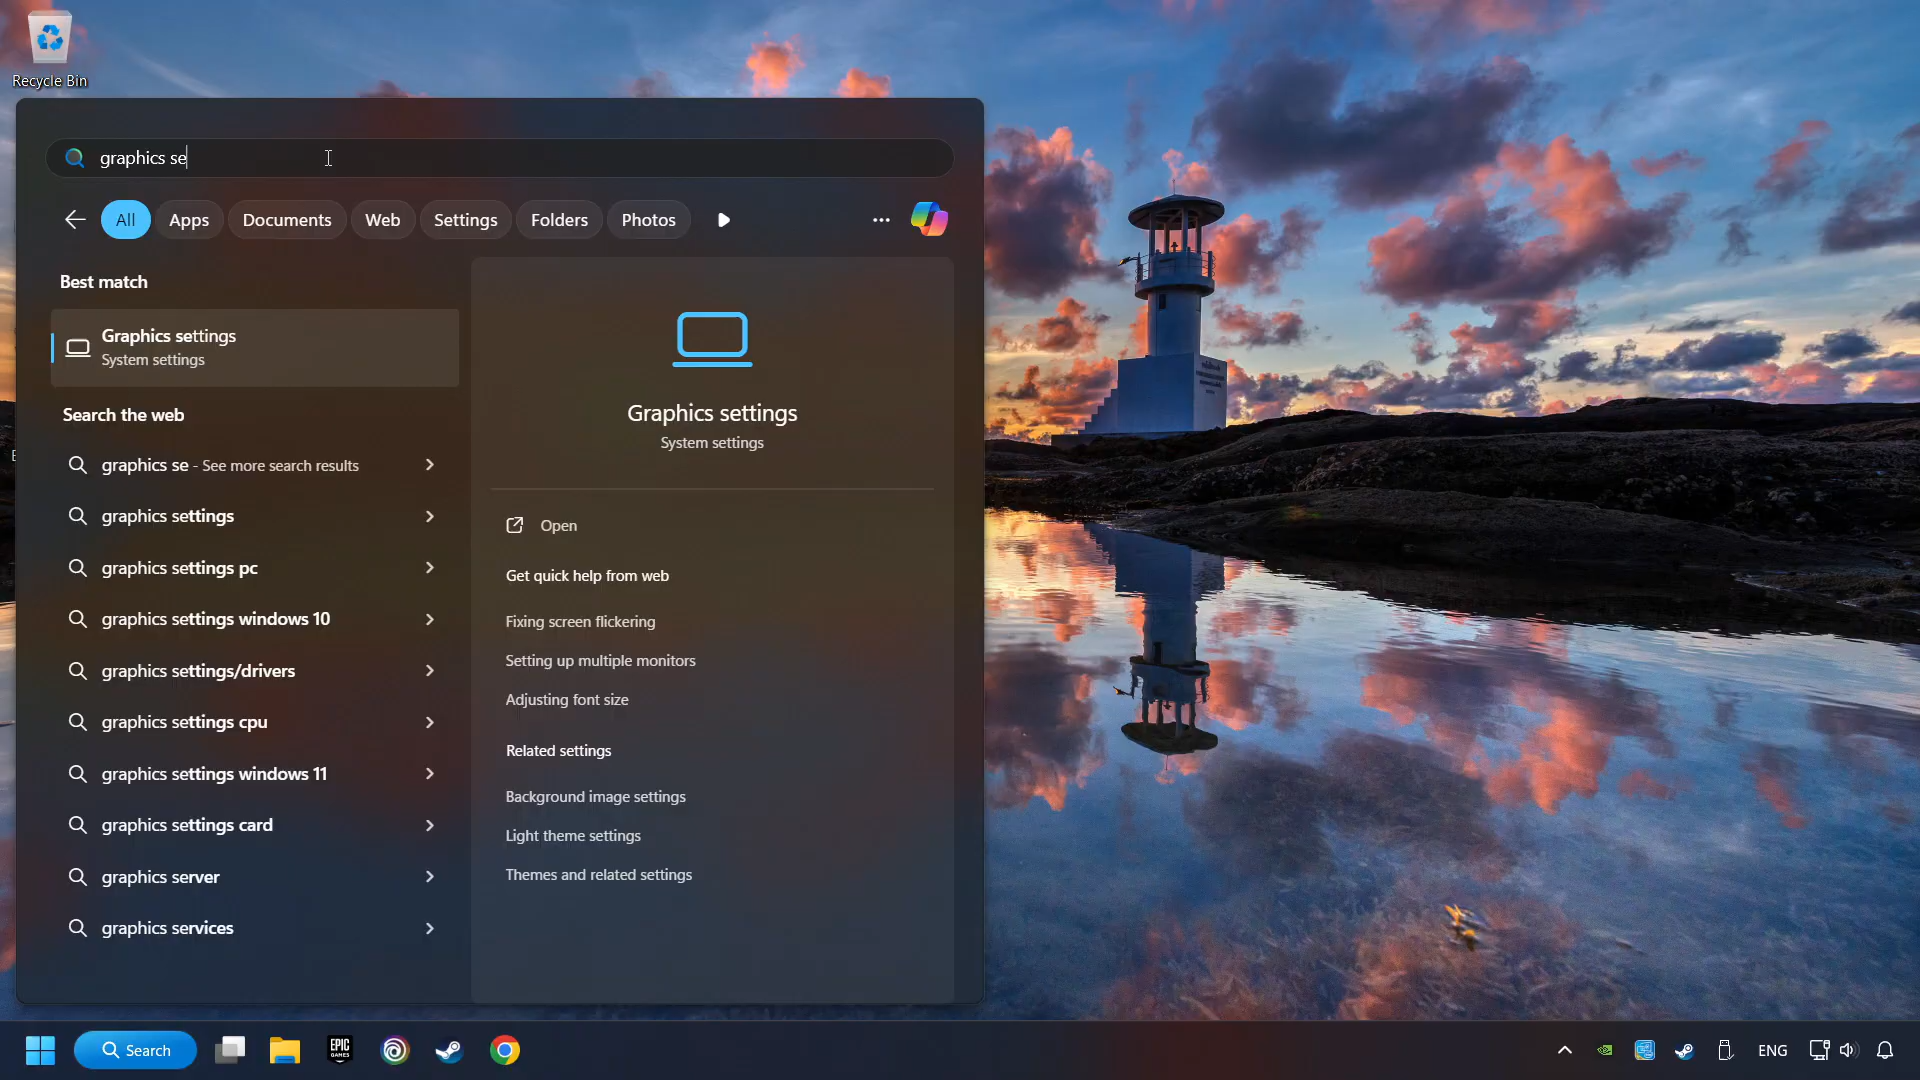 Recycle Bin
graphics se
All
Apps
Documents
Web
Settings
Folders
Photos
Best match
Graphics settings
System settings
Search the web
graphics se - See more search results
graphics settings
graphics settings pc
graphics settings windows 10
graphics settings/drivers
graphics settings cpu
graphics settings windows 11
graphics settings card
graphics server
graphics services
Graphics settings
System settings
Open
Get quick help from web
Fixing screen flickering
Setting up multiple monitors
Adjusting font size
Related settings
Background image settings
Light theme settings
Themes and related settings
Search
EPIC
GAMES
ENG